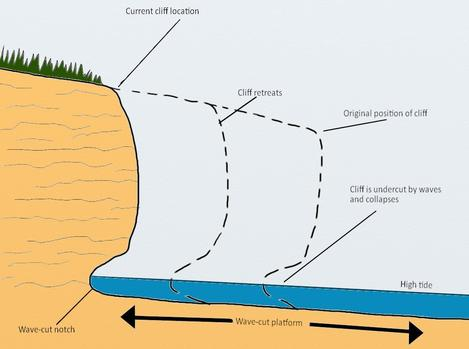 Current cliff location
Cliff retreats
Original position of cliff
Cliff is undercut by waves
and collapses
High tide
Wave-cut notch
Wave-cut platform